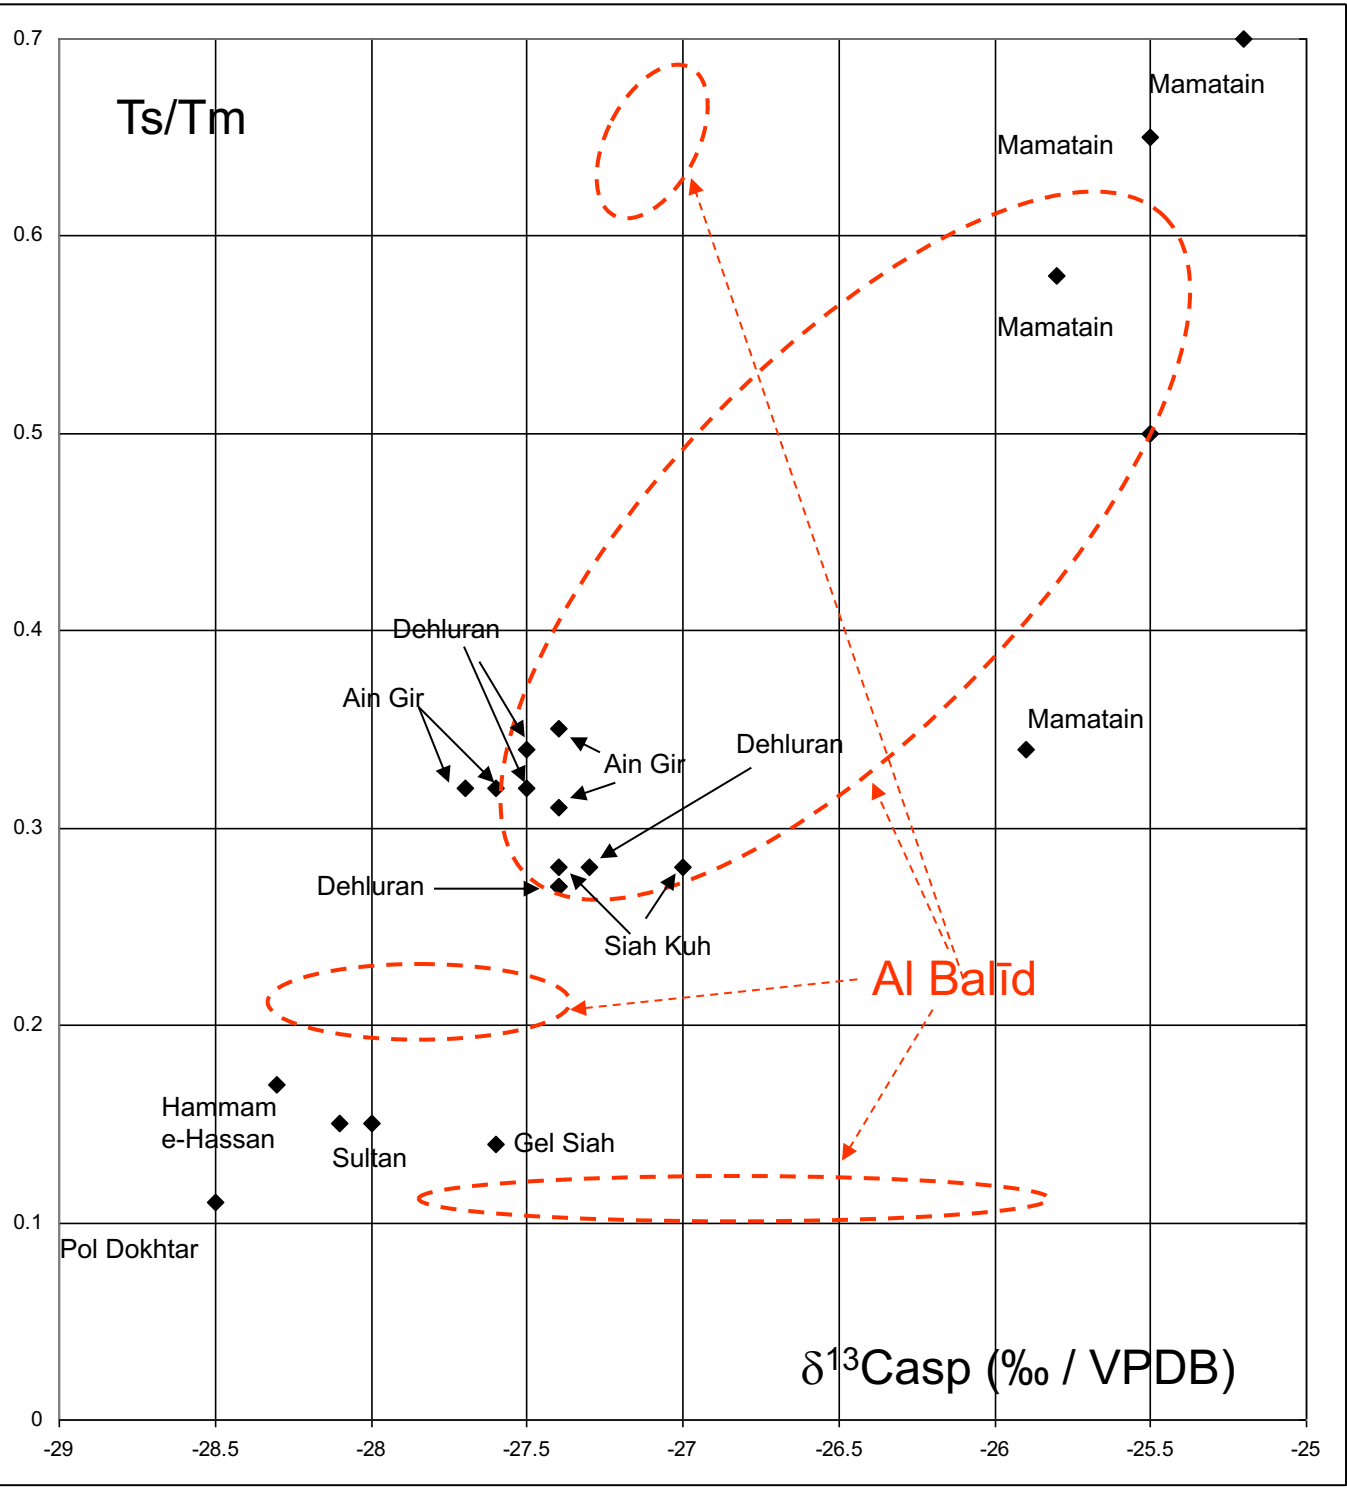 0.7
Ts/Tm
Mamatain
Mamatain
0.6
Mamatain
0.5
0.4
Dehluran
Ain Gir
Mamatain
Dehluran
Ain Gir
0.3
Dehluran
Siah Kuh
Al Balīd
0.2
Hammam
e-Hassan
Sultan
Gel Siah
0.1
Pol Dokhtar
δ¹³Casp (‰ / VPDB)
0
-29 -28.5 -28 -27.5 -27 -26.5 -26 -25.5 -25